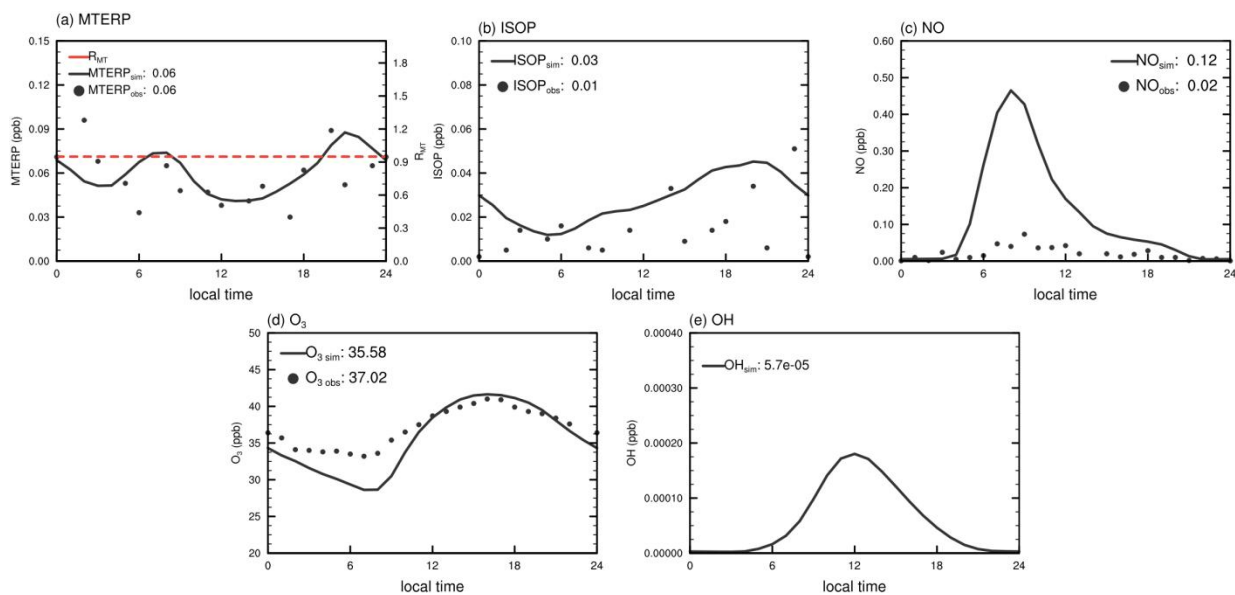 (a) MTERP
0.15
0.12
0.09
0.06
0.03
0.00
MTERP (ppb)
R_MT
MTERP_sim: 0.06
MTERP_obs: 0.06
1.8
1.5
1.2
0.9
0.6
0.3
0.0
R_MT
0 6 12 18 24
local time
(b) ISOP
0.10
0.08
0.06
0.04
0.02
0.00
ISOP (ppb)
ISOP_sim: 0.03
ISOP_obs: 0.01
0 6 12 18 24
local time
(c) NO
0.60
0.50
0.40
0.30
0.20
0.10
0.00
NO (ppb)
NO_sim: 0.12
NO_obs: 0.02
0 6 12 18 24
local time
(d) O₃
50
45
40
35
30
25
20
O₃ (ppb)
O₃ sim: 35.58
O₃ obs: 37.02
0 6 12 18 24
local time
(e) OH
0.00040
0.00030
0.00020
0.00010
0.00000
OH (ppb)
OH_sim: 5.7e-05
0 6 12 18 24
local time